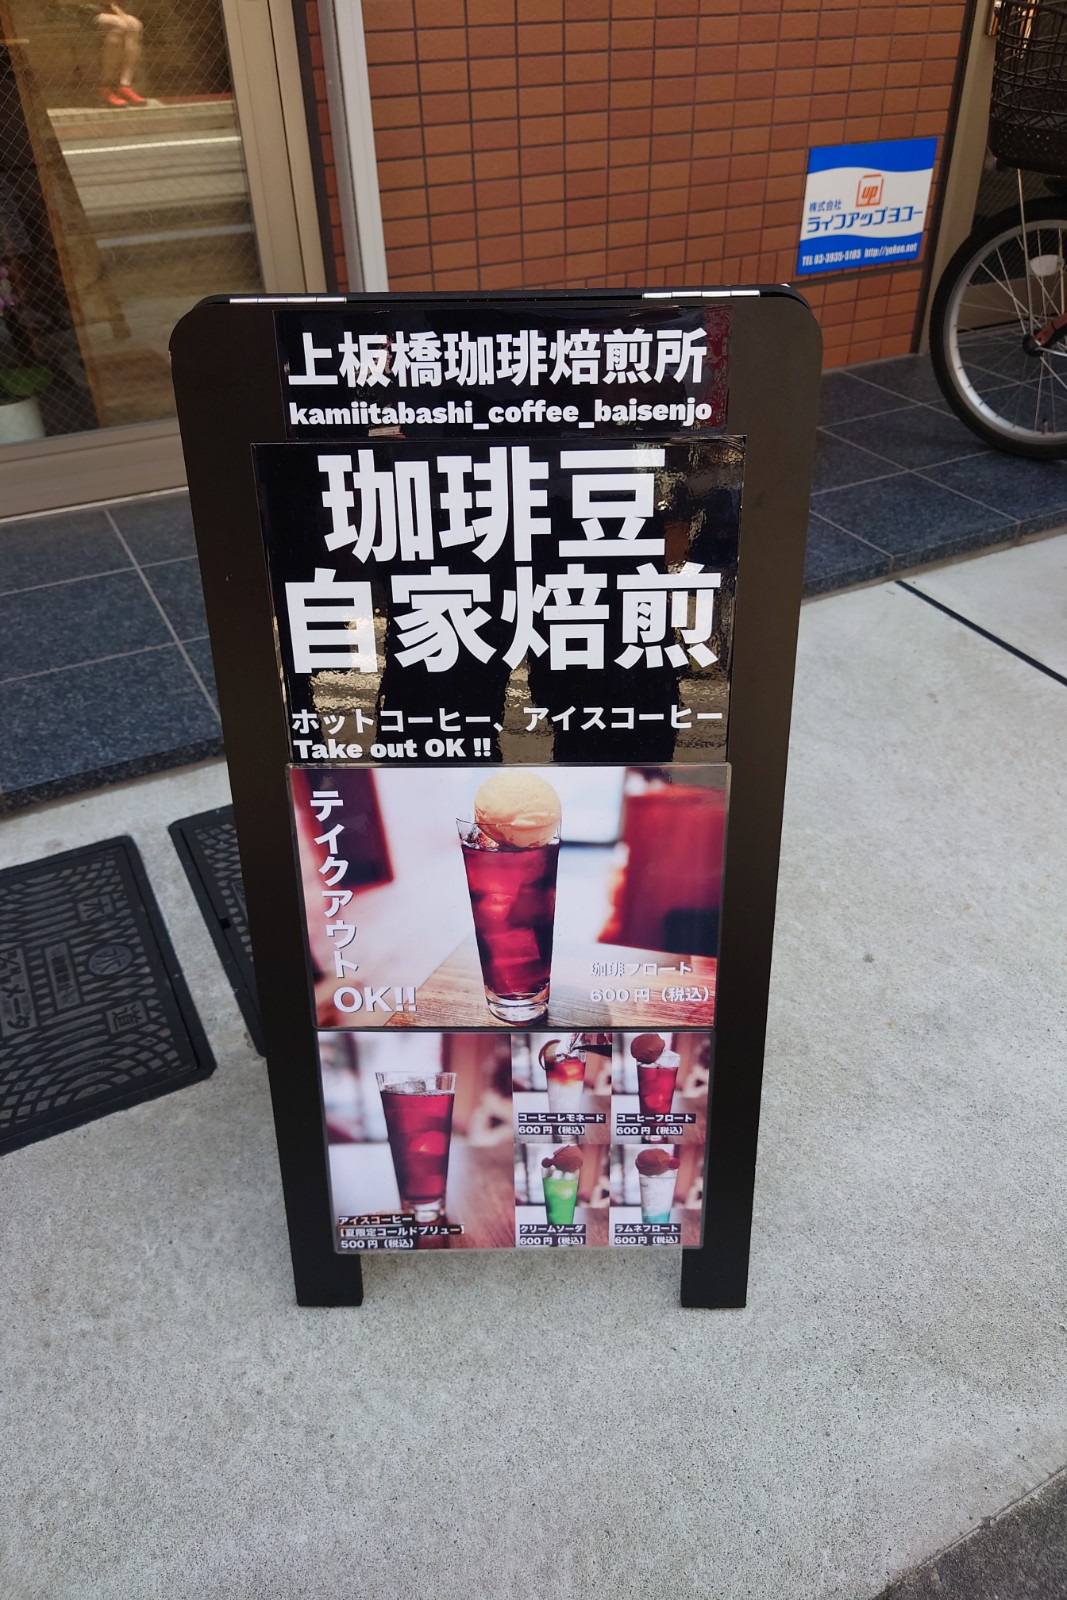 株式会社
ライフアップヨコー
TEL 03-3935-5185 http://yokoo.net
上板橋珈琲焙煎所
kamiitabashi_coffee_baisenjo
珈琲豆
自家焙煎
ホットコーヒー、アイスコーヒー
Take out OK !!
テイクアウト
OK!!
珈琲フロート
600円（税込）
アイスコーヒー
【夏限定コールドブリュー】
500円（税込）
コーヒーレモネード
600円（税込）
コーヒーフロート
600円（税込）
クリームソーダ
600円（税込）
ラムネフロート
600円（税込）